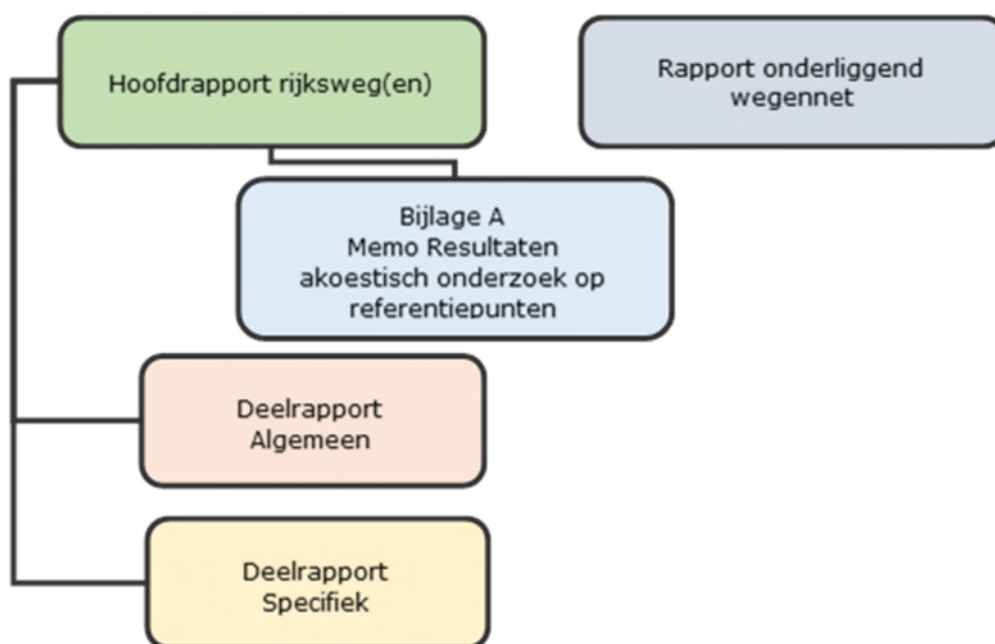 Hoofdrapport rijksweg(en)
Rapport onderliggend
wegennet
Bijlage A
Memo Resultaten
akoestisch onderzoek op
referentiepunten
Deelrapport
Algemeen
Deelrapport
Specifiek